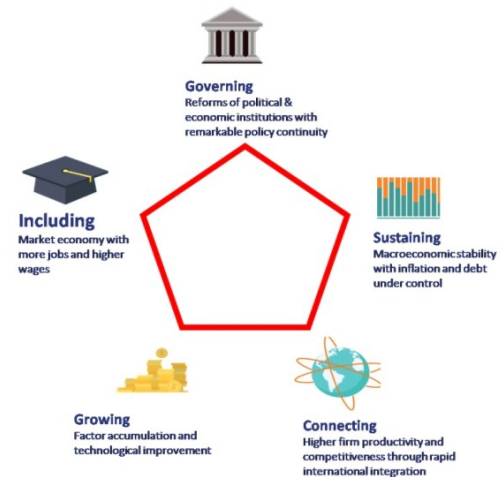 Governing
Reforms of political &
economic institutions with
remarkable policy continuity
Including
Market economy with
more jobs and higher
wages
Sustaining
Macroeconomic stability
with inflation and debt
under control
Growing
Factor accumulation and
technological improvement
Connecting
Higher firm productivity and
competitiveness through rapid
international integration